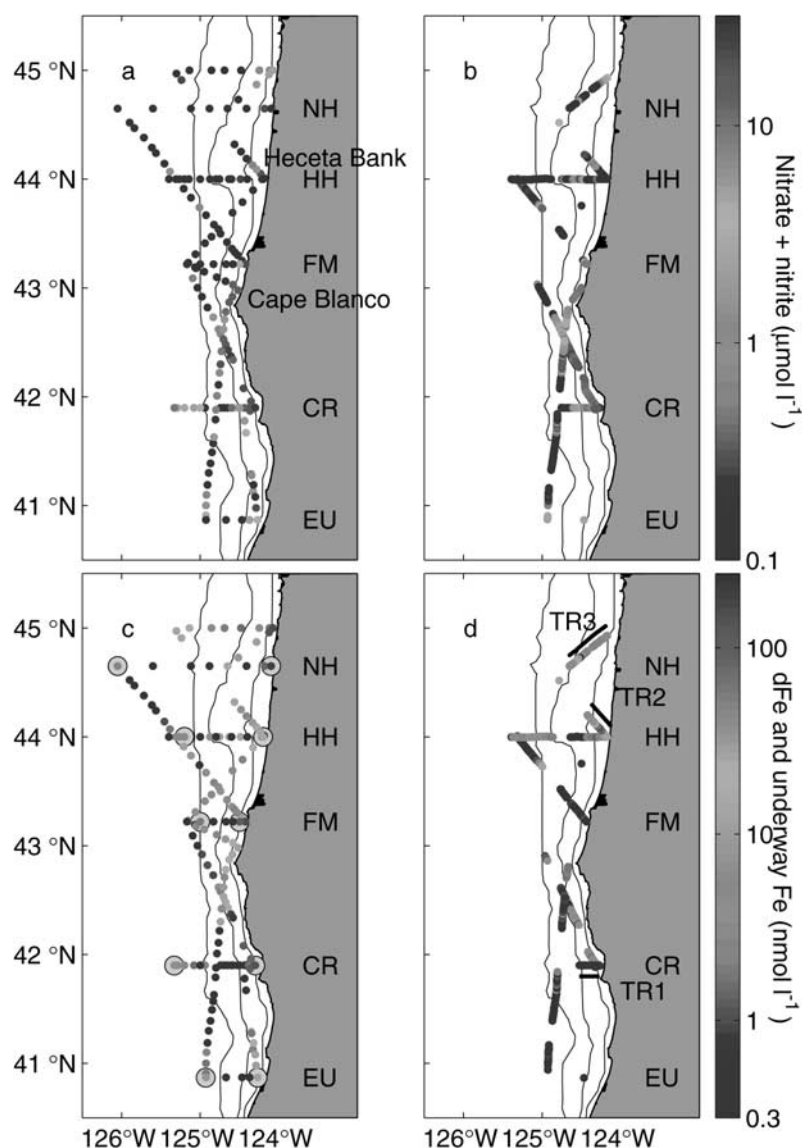 45 °N
a
NH
Heceta Bank
44 °N
HH
FM
43 °N
Cape Blanco
42 °N
CR
41 °N
EU
b
NH
HH
FM
CR
EU
10
1
0.1
Nitrate + nitrite (µmol l⁻¹)
45 °N
c
NH
44 °N
HH
FM
43 °N
42 °N
CR
41 °N
EU
126°W
125°W
124°W
d
TR3
NH
TR2
HH
FM
CR
TR1
EU
126°W
125°W
124°W
100
10
1
0.3
dFe and underway Fe (nmol l⁻¹)